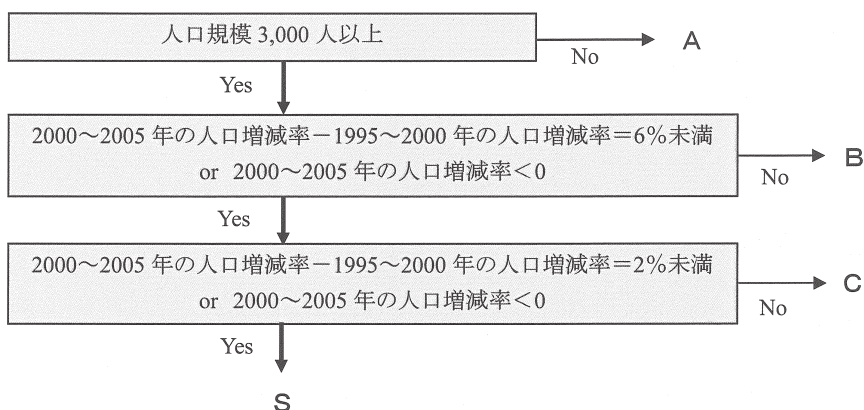 人口規模 3,000 人以上
No
A
Yes
2000～2005 年の人口増減率－1995～2000 年の人口増減率＝6%未満
or 2000～2005 年の人口増減率＜0
No
B
Yes
2000～2005 年の人口増減率－1995～2000 年の人口増減率＝2%未満
or 2000～2005 年の人口増減率＜0
No
C
Yes
S